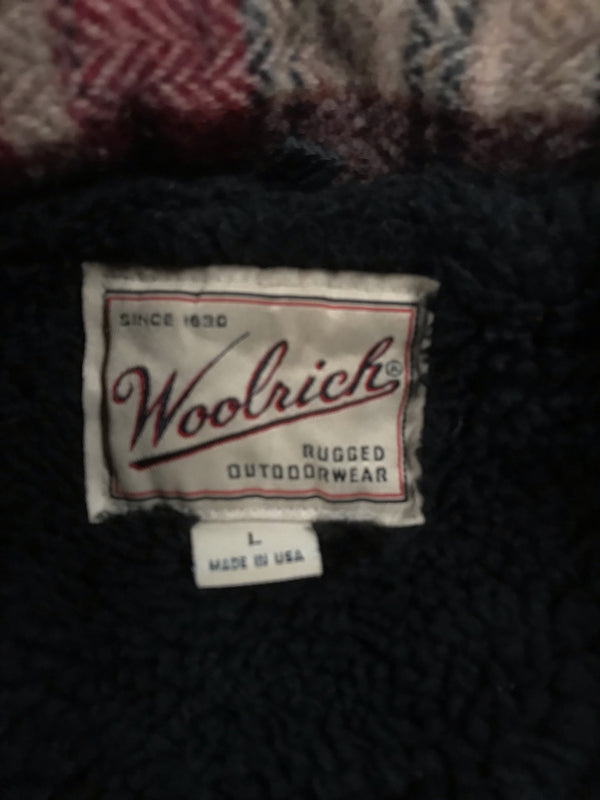 SINCE 1830
Woolrich®
RUGGED
OUTDOORWEAR
L
MADE IN USA